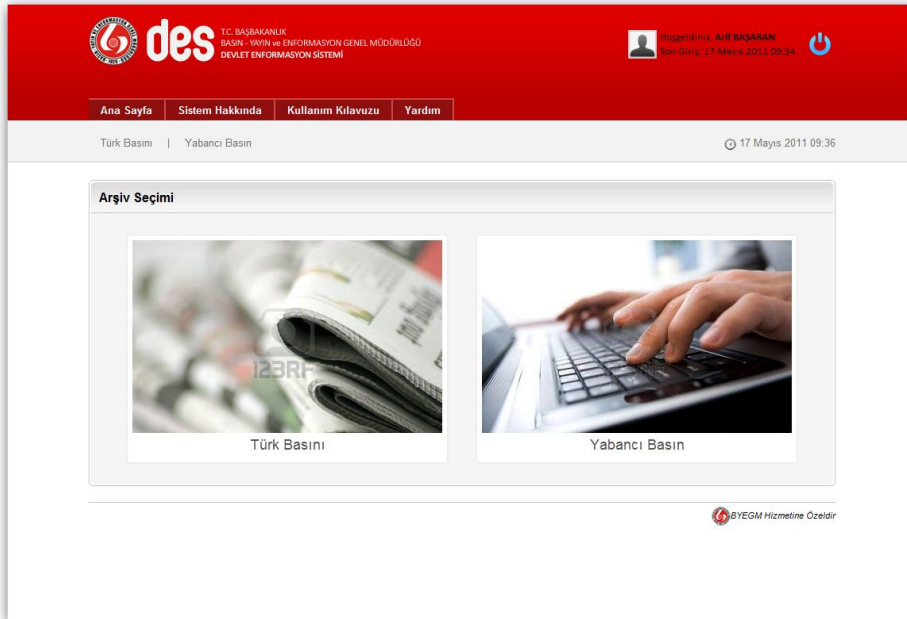 des
T.C. BAŞBAKANLIK
BASIN - YAYIN ve ENFORMASYON GENEL MÜDÜRLÜĞÜ
DEVLET ENFORMASYON SİSTEMİ
Hoşgeldiniz, Arif BAŞARAN
Son Giriş: 17 Mayıs 2011 09:34
Ana Sayfa Sistem Hakkında Kullanım Kılavuzu Yardım
Türk Basını | Yabancı Basın
17 Mayıs 2011 09:36
Arşiv Seçimi
123RF
Türk Basını
Yabancı Basın
BYEGM Hizmetine Özeldir